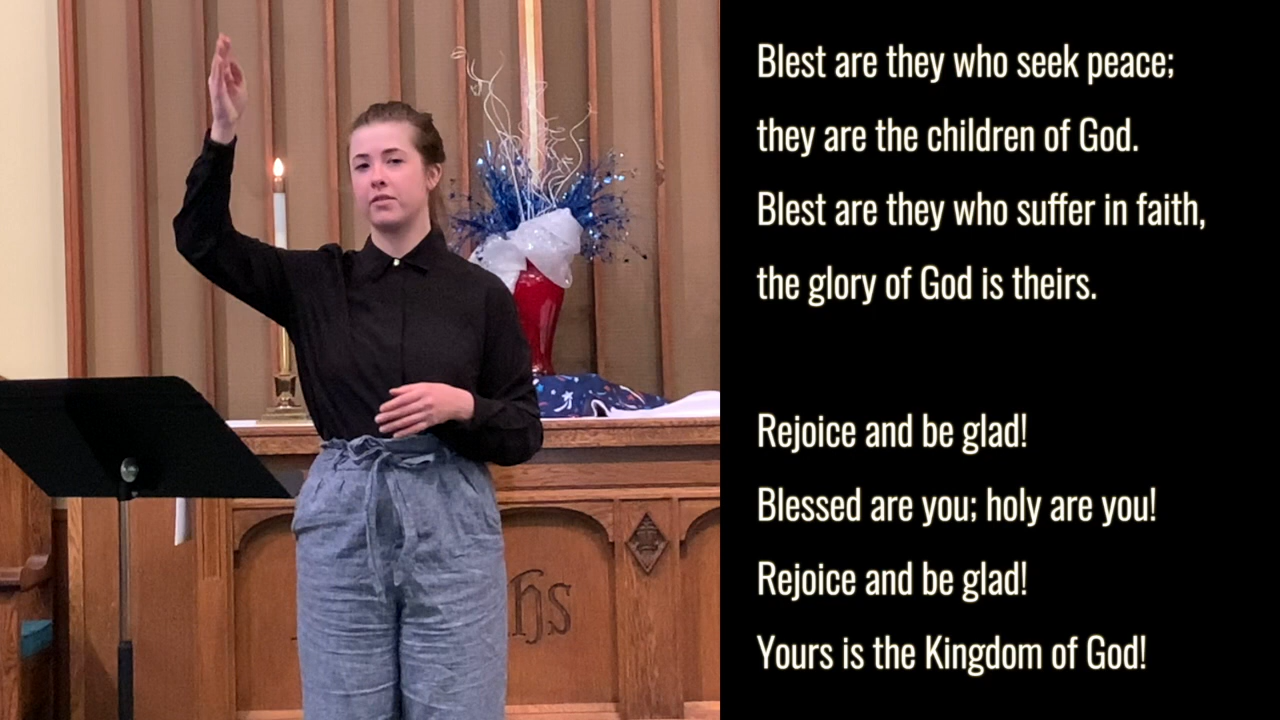 Blest are they who seek peace;
they are the children of God.
Blest are they who suffer in faith,
the glory of God is theirs.
Rejoice and be glad!
Blessed are you; holy are you!
Rejoice and be glad!
Yours is the Kingdom of God!
ihs